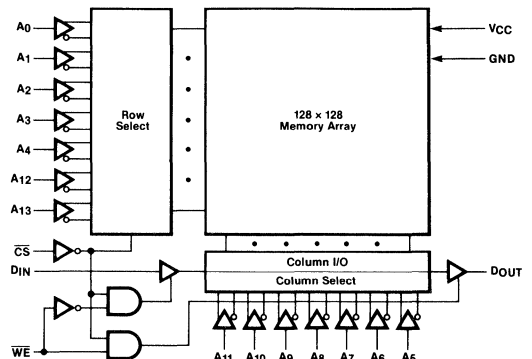 A0
A1
A2
A3
A4
A12
A13
Row
Select
128 × 128
Memory Array
VCC
GND
CS
DIN
WE
Column I/O
Column Select
DOUT
A11 A10 A9 A8 A7 A6 A5